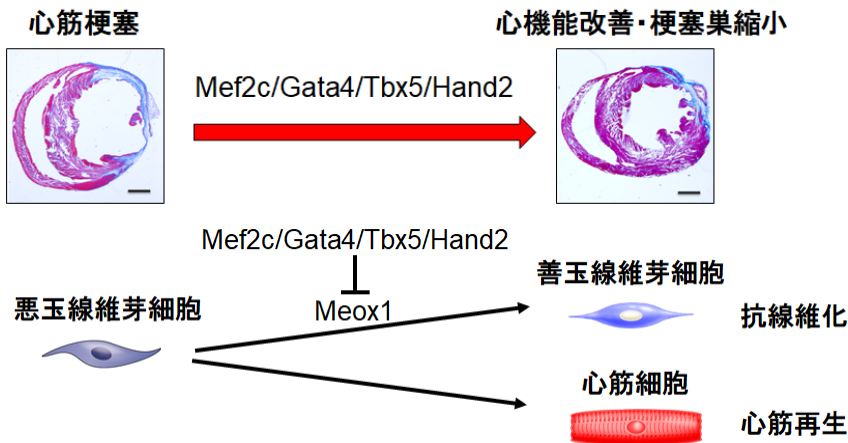 心筋梗塞
心機能改善・梗塞巣縮小
Mef2c/Gata4/Tbx5/Hand2
Mef2c/Gata4/Tbx5/Hand2
Meox1
悪玉線維芽細胞
善玉線維芽細胞
抗線維化
心筋細胞
心筋再生